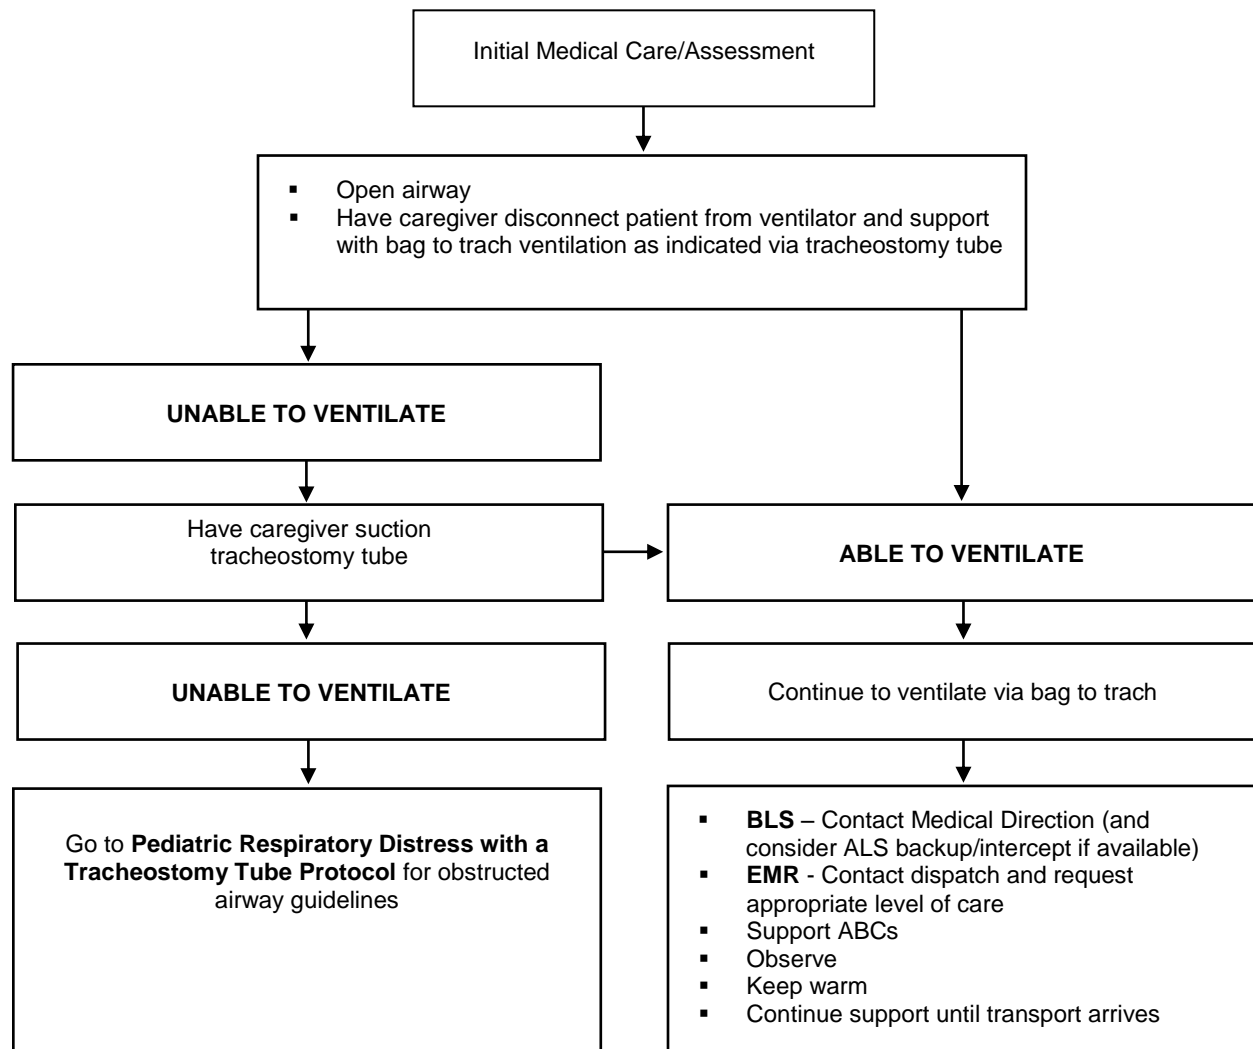 Initial Medical Care/Assessment
▪ Open airway
▪ Have caregiver disconnect patient from ventilator and support
with bag to trach ventilation as indicated via tracheostomy tube
UNABLE TO VENTILATE
Have caregiver suction
tracheostomy tube
ABLE TO VENTILATE
UNABLE TO VENTILATE
Continue to ventilate via bag to trach
Go to Pediatric Respiratory Distress with a
Tracheostomy Tube Protocol for obstructed
airway guidelines
▪ BLS – Contact Medical Direction (and
consider ALS backup/intercept if available)
▪ EMR - Contact dispatch and request
appropriate level of care
▪ Support ABCs
▪ Observe
▪ Keep warm
▪ Continue support until transport arrives